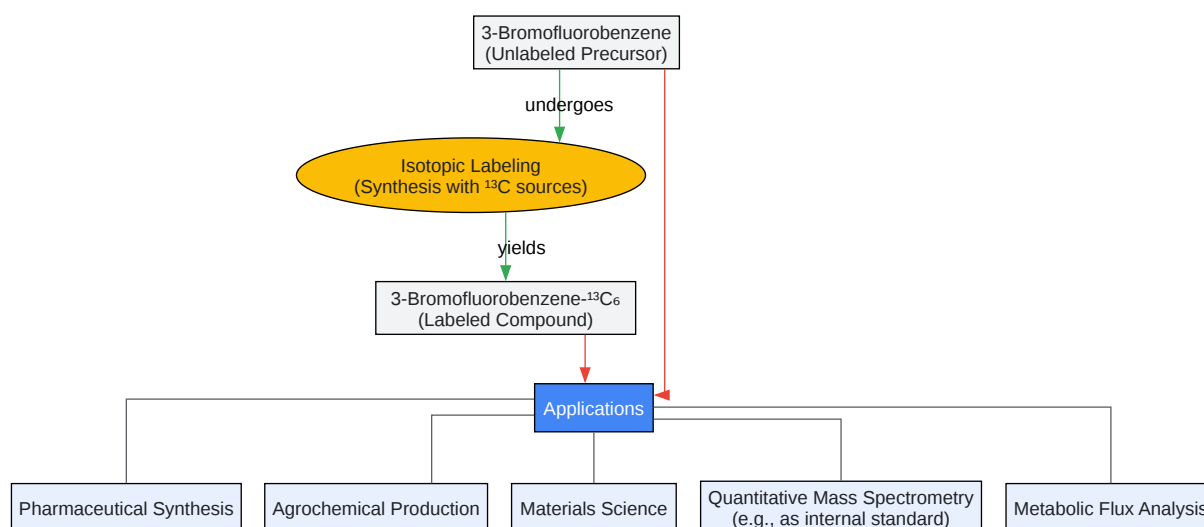 3-Bromofluorobenzene
(Unlabeled Precursor)
undergoes
Isotopic Labeling
(Synthesis with ¹³C sources)
yields
3-Bromofluorobenzene-¹³C₆
(Labeled Compound)
Applications
Pharmaceutical Synthesis
Agrochemical Production
Materials Science
Quantitative Mass Spectrometry
(e.g., as internal standard)
Metabolic Flux Analysis